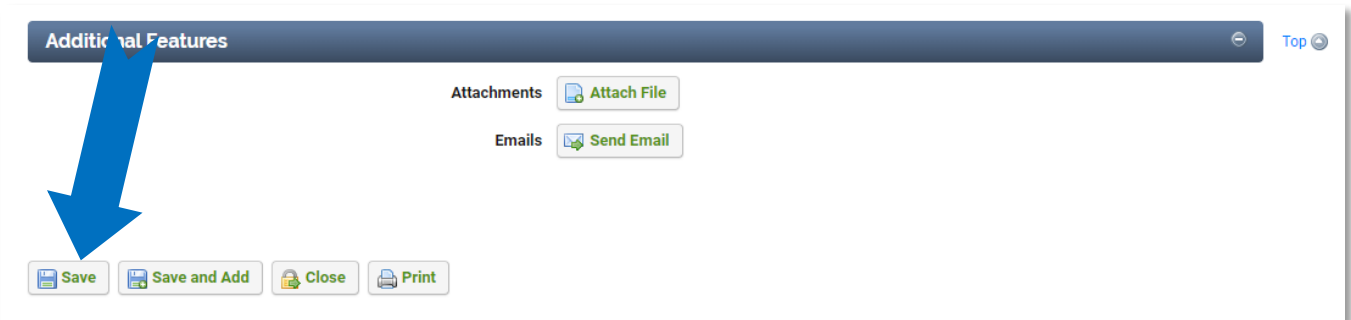 Additional Features
Top
Attachments Attach File
Emails Send Email
Save Save and Add Close Print